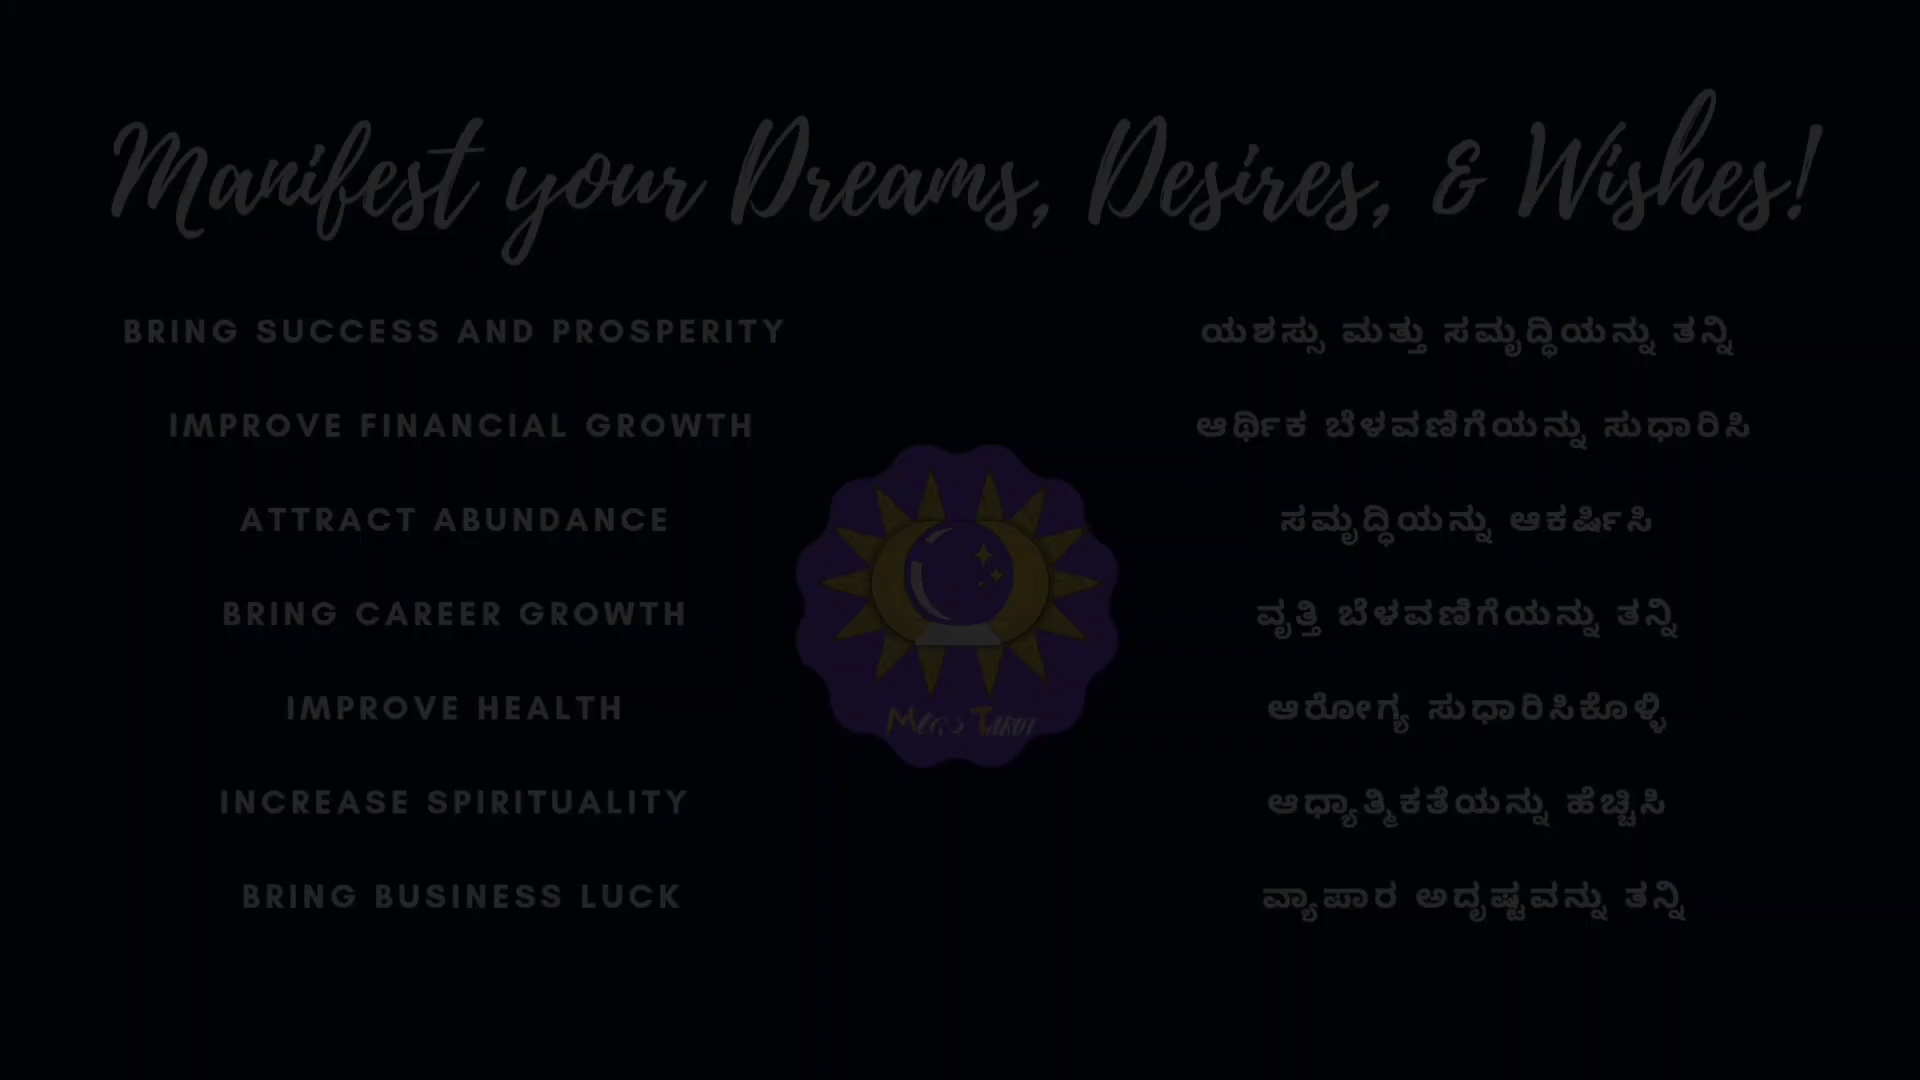 Manifest your Dreams, Desires, & Wishes!
BRING SUCCESS AND PROSPERITY
IMPROVE FINANCIAL GROWTH
ATTRACT ABUNDANCE
BRING CAREER GROWTH
IMPROVE HEALTH
INCREASE SPIRITUALITY
BRING BUSINESS LUCK
Tarot
ಯಶಸ್ಸು ಮತ್ತು ಸಮೃದ್ಧಿಯನ್ನು ತನ್ನಿ
ಆರ್ಥಿಕ ಬೆಳವಣಿಗೆಯನ್ನು ಸುಧಾರಿಸಿ
ಸಮೃದ್ಧಿಯನ್ನು ಆಕರ್ಷಿಸಿ
ವೃತ್ತಿ ಬೆಳವಣಿಗೆಯನ್ನು ತನ್ನಿ
ಆರೋಗ್ಯ ಸುಧಾರಿಸಿಕೊಳ್ಳಿ
ಆಧ್ಯಾತ್ಮಿಕತೆಯನ್ನು ಹೆಚ್ಚಿಸಿ
ವ್ಯಾಪಾರ ಅದೃಷ್ಟವನ್ನು ತನ್ನಿ